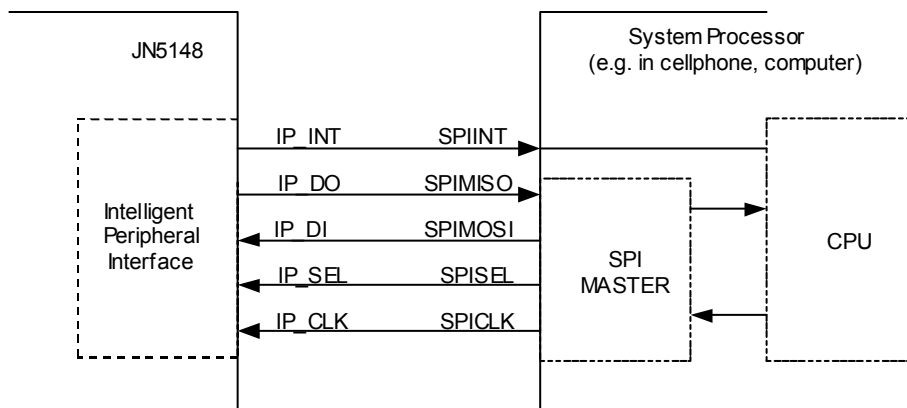 JN5148
System Processor
(e.g. in cellphone, computer)
IP_INT SPIINT
IP_DO SPIMISO
IP_DI SPIMOSI
IP_SEL SPISEL
IP_CLK SPICLK
Intelligent
Peripheral
Interface
SPI
MASTER
CPU